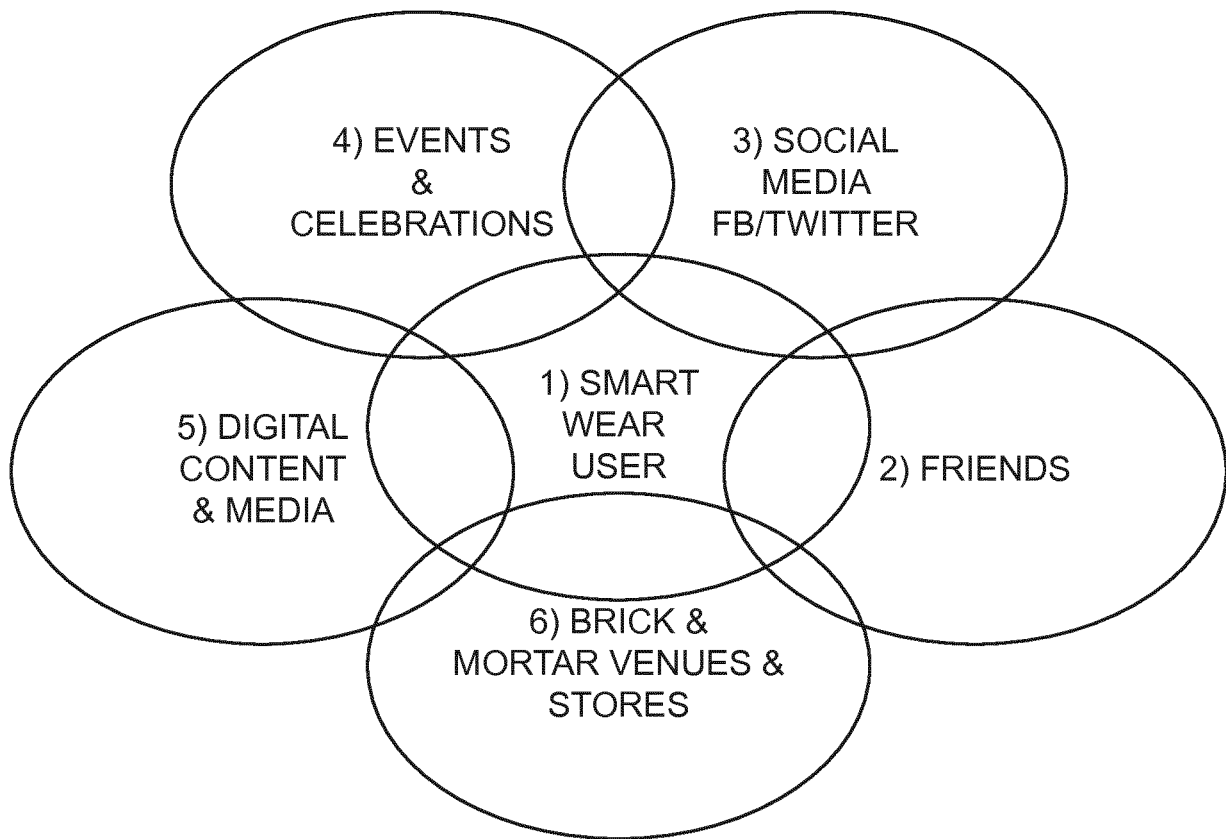 4) EVENTS
&
CELEBRATIONS
3) SOCIAL
MEDIA
FB/TWITTER
1) SMART
WEAR
USER
5) DIGITAL
CONTENT
& MEDIA
2) FRIENDS
6) BRICK &
MORTAR VENUES &
STORES